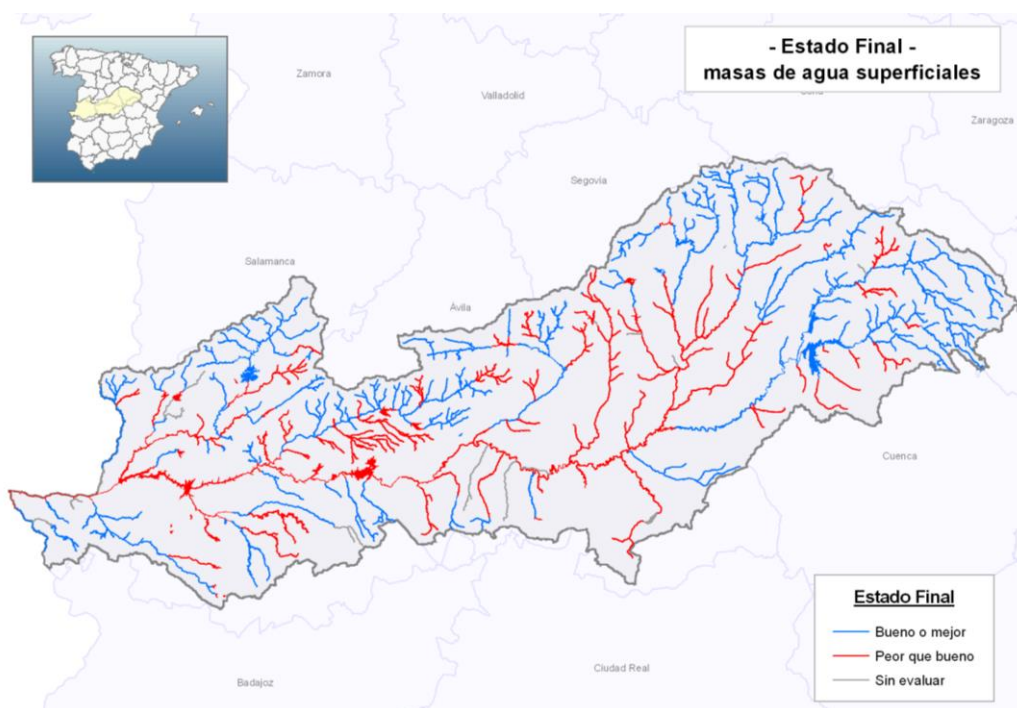 - Estado Final -
masas de agua superficiales
Zamora
Valladolid
Zaragoza
Segovia
Salamanca
Ávila
Cuenca
Badajoz
Ciudad Real
Estado Final
Bueno o mejor
Peor que bueno
Sin evaluar